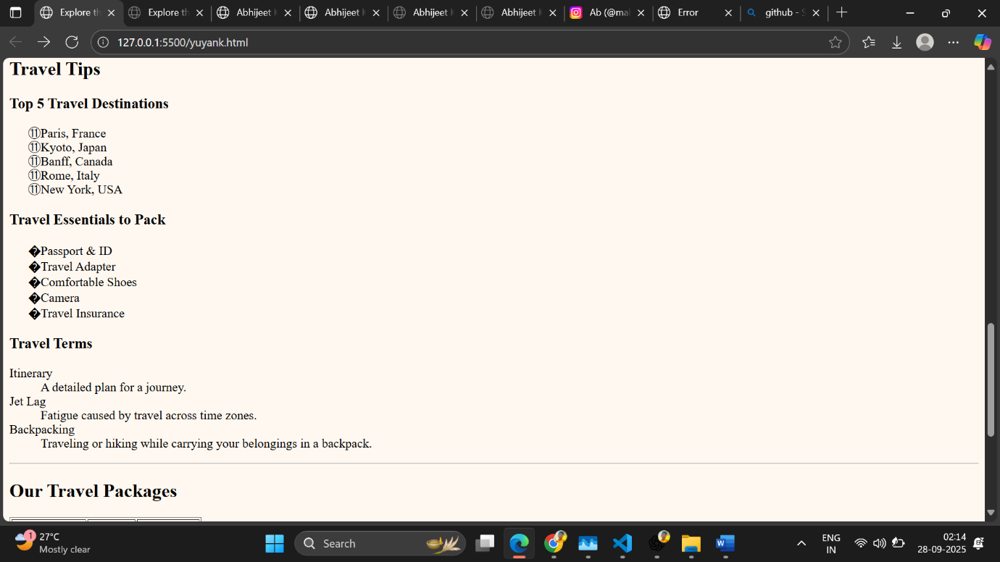 Explore th
Explore th
Abhijeet K
Abhijeet K
Abhijeet K
Abhijeet K
Ab (@mal
Error
github - S
127.0.0.1:5500/yuyank.html
Travel Tips
Top 5 Travel Destinations
⑪Paris, France
⑪Kyoto, Japan
⑪Banff, Canada
⑪Rome, Italy
⑪New York, USA
Travel Essentials to Pack
�Passport & ID
�Travel Adapter
�Comfortable Shoes
�Camera
�Travel Insurance
Travel Terms
Itinerary
A detailed plan for a journey.
Jet Lag
Fatigue caused by travel across time zones.
Backpacking
Traveling or hiking while carrying your belongings in a backpack.
Our Travel Packages
1
27°C
Mostly clear
Search
ENG
IN
02:14
28-09-2025